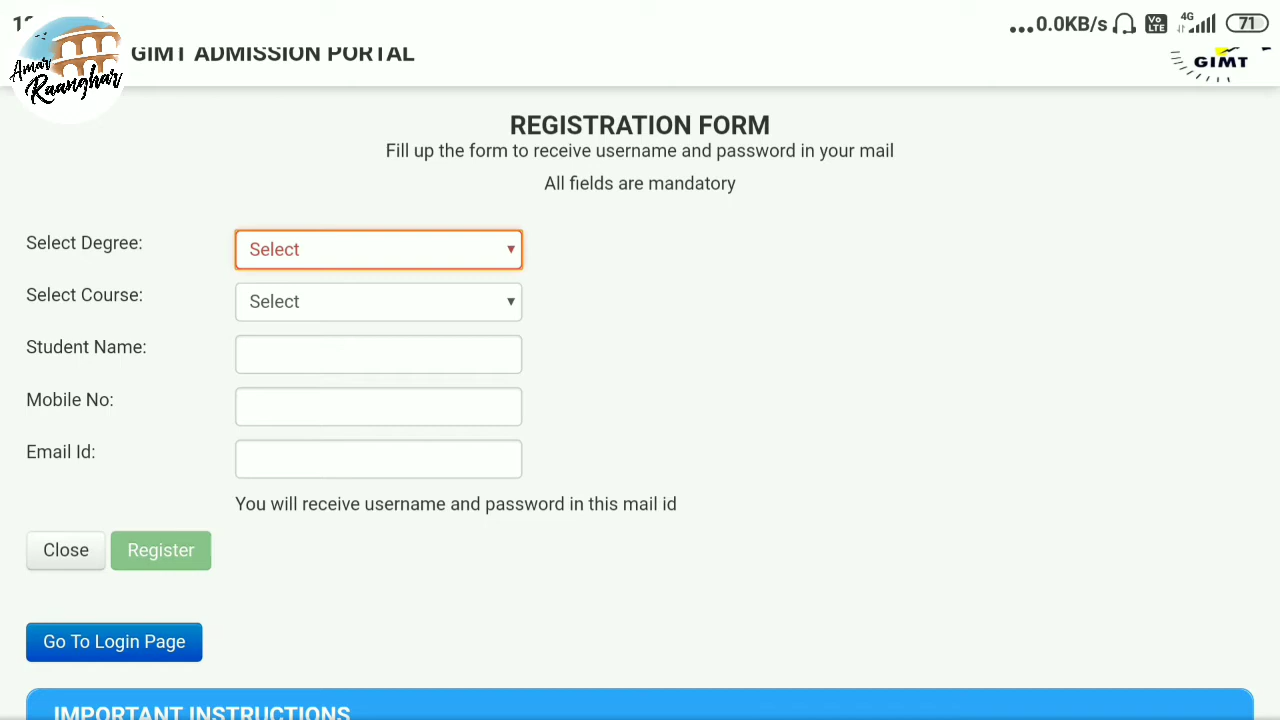 ...0.0KB/s Vo LTE 4G 71
GIMT ADMISSION PORTAL
GIMT
Amar
Raanghar
REGISTRATION FORM
Fill up the form to receive username and password in your mail
All fields are mandatory
Select Degree: Select
Select Course: Select
Student Name:
Mobile No:
Email Id:
You will receive username and password in this mail id
Close Register
Go To Login Page
IMPORTANT INSTRUCTIONS